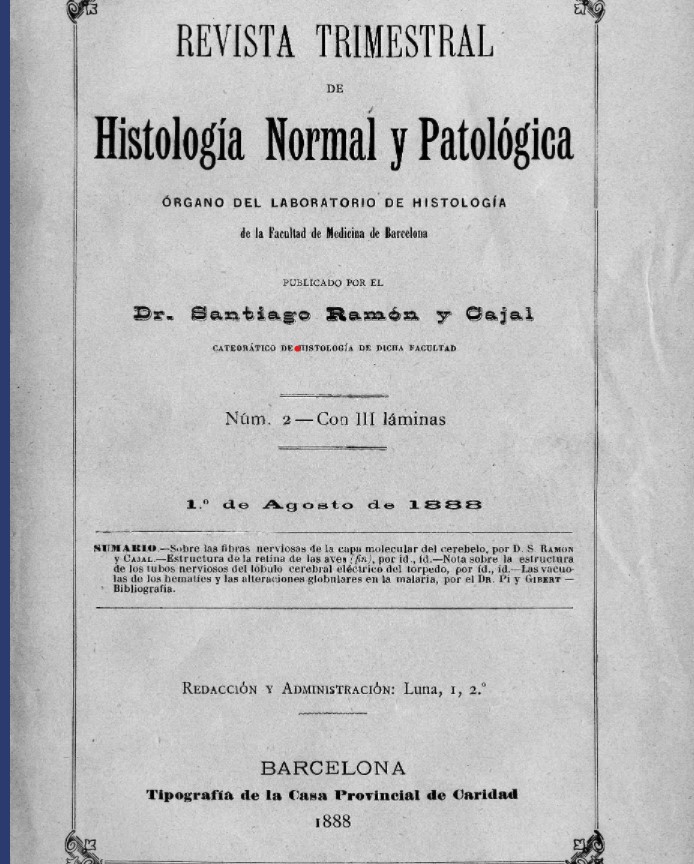 REVISTA TRIMESTRAL
DE
Histología Normal y Patológica
ÓRGANO DEL LABORATORIO DE HISTOLOGÍA
de la Facultad de Medicina de Barcelona
PUBLICADO POR EL
Dr. Santiago Ramón y Cajal
CATEDRÁTICO DE HISTOLOGÍA DE DICHA FACULTAD
Núm. 2—Con III láminas
1.º de Agosto de 1888
SUMARIO.—Sobre las fibras nerviosas de la capa molecular del cerebelo, por D. S. RAMON
y CAJAL.—Estructura de la retina de las aves (fin), por id., id.—Nota sobre la estructura
de los tubos nerviosos del lóbulo cerebral eléctrico del torpedo, por íd., id.—Las vacuo-
las de los hematies y las alteraciones globulares en la malaria, por el DR. PI y GIBERT —
Bibliografía.
REDACCIÓN Y ADMINISTRACIÓN: Luna, 1, 2.º
BARCELONA
Tipografía de la Casa Provincial de Caridad
1888